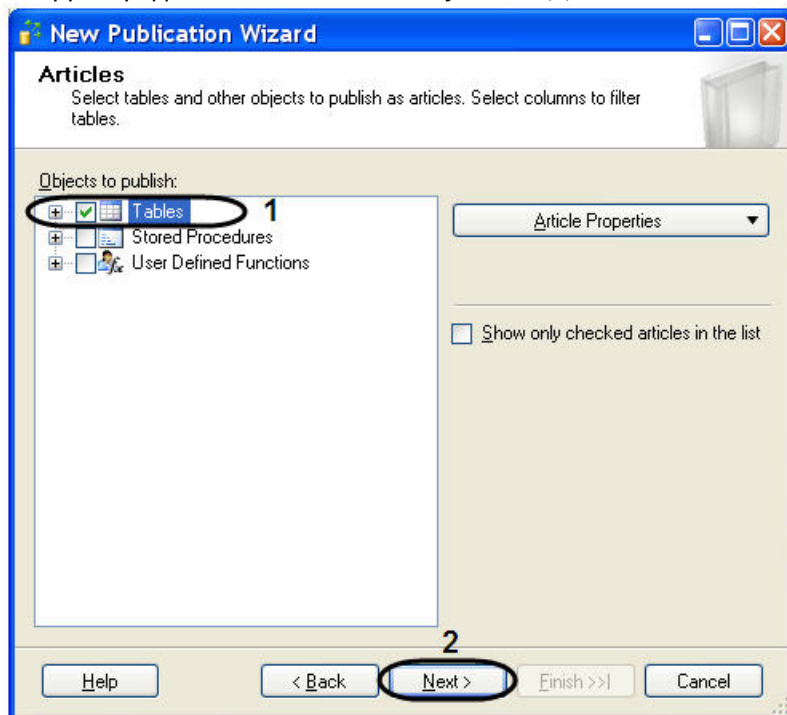 New Publication Wizard
Articles
Select tables and other objects to publish as articles. Select columns to filter
tables.
Objects to publish:
Tables
1
Stored Procedures
User Defined Functions
Article Properties
Show only checked articles in the list
2
Help
< Back
Next >
Finish >>|
Cancel